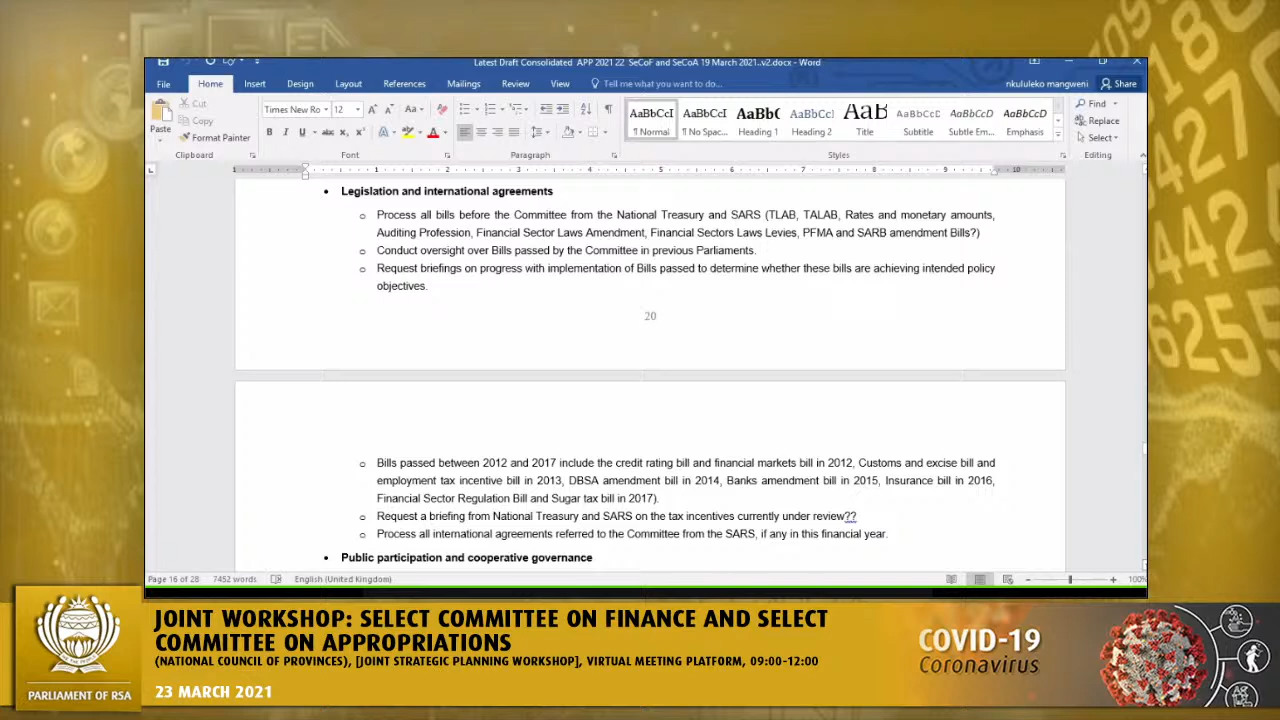 Latest Draft Consolidated APP 2021 22 SeCoF and SeCoA 19 March 2021..v2.docx - Word
File Home Insert Design Layout References Mailings Review View Tell me what you want to do... nkululeko mangweni Share
Paste
Cut
Copy
Format Painter
Clipboard
Times New Ro 12
Font
Paragraph
AaBbCcI AaBbCcI AaBbC AaBbCcI AaB AaBbCcD AaBbCcD AaBbCcD
¶ Normal ¶ No Spac... Heading 1 Heading 2 Title Subtitle Subtle Em... Emphasis
Styles
Find
Replace
Select
Editing
1 1 2 3 4 5 6 7 8 9 10
• Legislation and international agreements
o Process all bills before the Committee from the National Treasury and SARS (TLAB, TALAB, Rates and monetary amounts,
Auditing Profession, Financial Sector Laws Amendment, Financial Sectors Laws Levies, PFMA and SARB amendment Bills?)
o Conduct oversight over Bills passed by the Committee in previous Parliaments.
o Request briefings on progress with implementation of Bills passed to determine whether these bills are achieving intended policy
objectives.
20
o Bills passed between 2012 and 2017 include the credit rating bill and financial markets bill in 2012, Customs and excise bill and
employment tax incentive bill in 2013, DBSA amendment bill in 2014, Banks amendment bill in 2015, Insurance bill in 2016,
Financial Sector Regulation Bill and Sugar tax bill in 2017).
o Request a briefing from National Treasury and SARS on the tax incentives currently under review??
o Process all international agreements referred to the Committee from the SARS, if any in this financial year.
• Public participation and cooperative governance
Page 16 of 28 7452 words English (United Kingdom) 100%
PARLIAMENT OF RSA
JOINT WORKSHOP: SELECT COMMITTEE ON FINANCE AND SELECT
COMMITTEE ON APPROPRIATIONS
(NATIONAL COUNCIL OF PROVINCES), [JOINT STRATEGIC PLANNING WORKSHOP], VIRTUAL MEETING PLATFORM, 09:00-12:00
23 MARCH 2021
COVID-19
Coronavirus